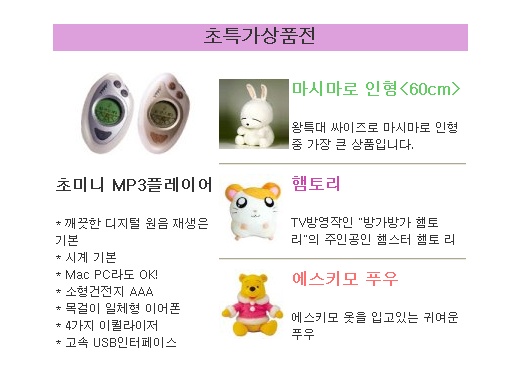 초특가상품전
초미니 MP3플레이어
* 깨끗한 디지털 원음 재생은
기본
* 시계 기본
* Mac PC라도 OK!
* 소형건전지 AAA
* 목걸이 일체형 이어폰
* 4가지 이퀄라이저
* 고속 USB인터페이스
마시마로 인형<60cm>
왕특대 싸이즈로 마시마로 인형
중 가장 큰 상품입니다.
햄토리
TV방영작인 "방가방가 햄토
리"의 주인공인 햄스터 햄토 리
에스키모 푸우
에스키모 옷을 입고있는 귀여운
푸우